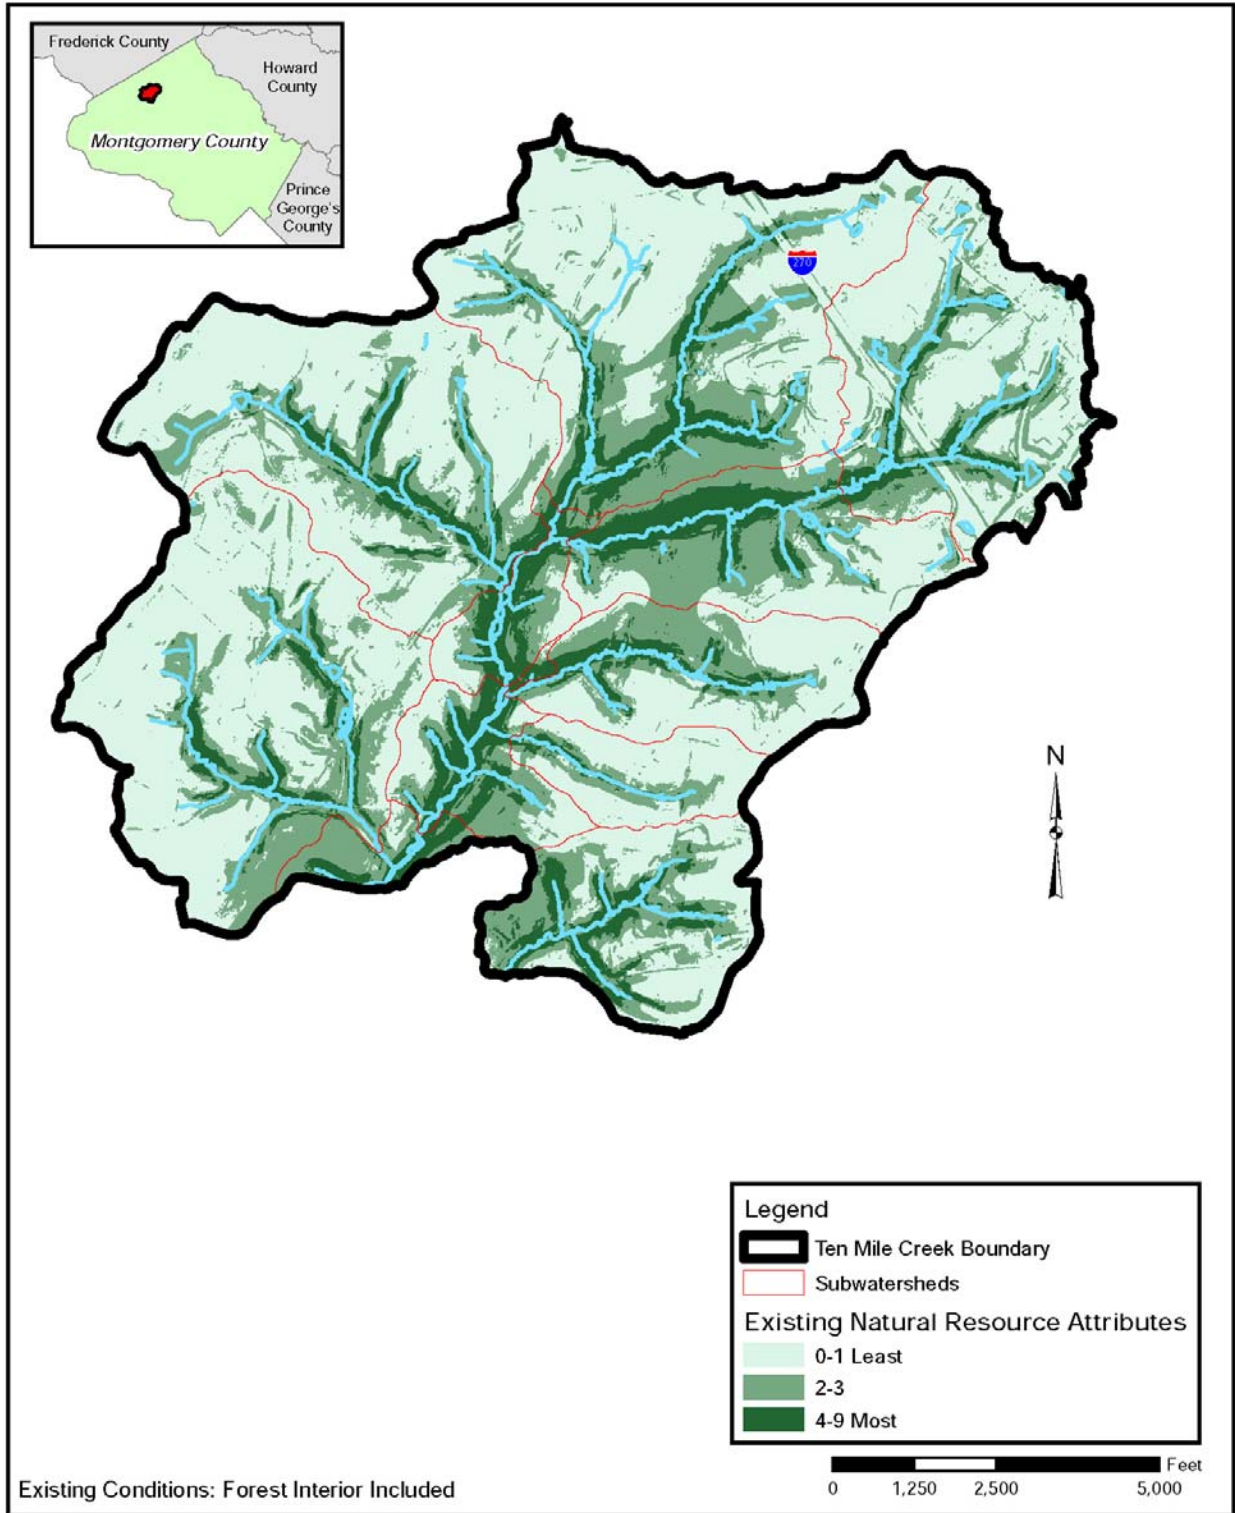 Frederick County
Howard
County
Montgomery County
Prince
George's
County
270
N
Legend
Ten Mile Creek Boundary
Subwatersheds
Existing Natural Resource Attributes
0-1 Least
2-3
4-9 Most
Feet
0 1,250 2,500 5,000
Existing Conditions: Forest Interior Included